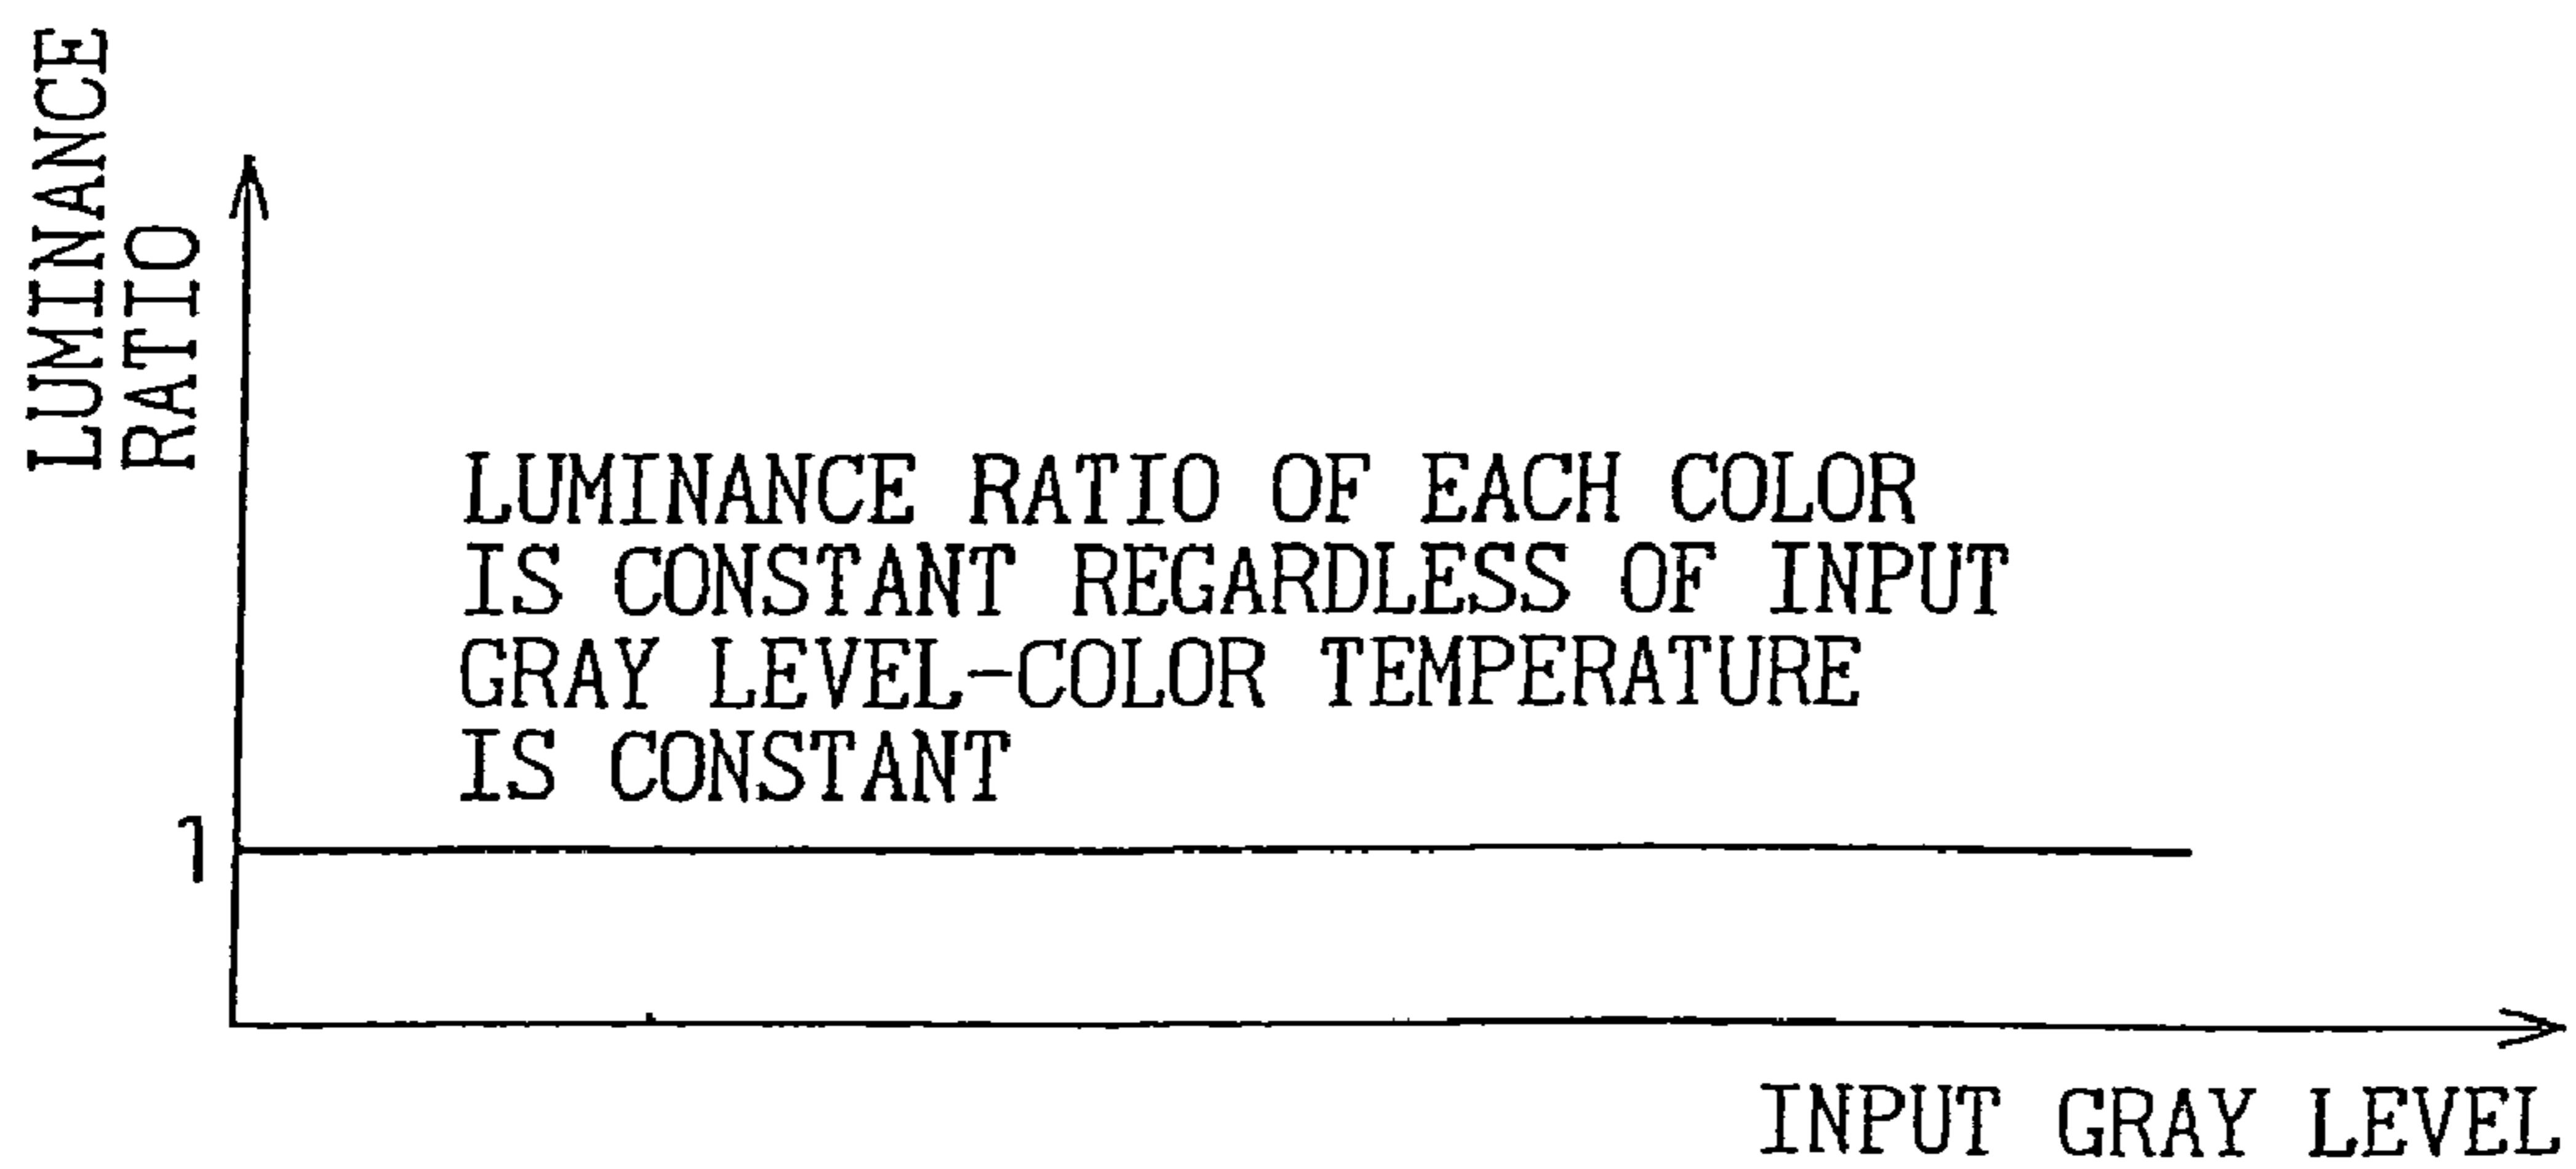 LUMINANCE
RATIO
LUMINANCE RATIO OF EACH COLOR
IS CONSTANT REGARDLESS OF INPUT
GRAY LEVEL-COLOR TEMPERATURE
IS CONSTANT
1
INPUT GRAY LEVEL